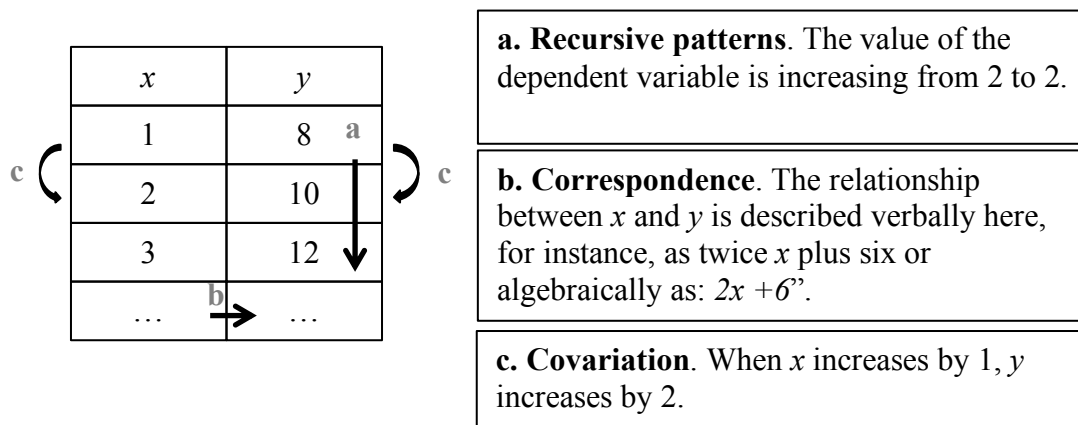 x y
1 8 a
c c
2 10
3 12
b
… …
a. Recursive patterns. The value of the
dependent variable is increasing from 2 to 2.
b. Correspondence. The relationship
between x and y is described verbally here,
for instance, as twice x plus six or
algebraically as: 2x +6”.
c. Covariation. When x increases by 1, y
increases by 2.